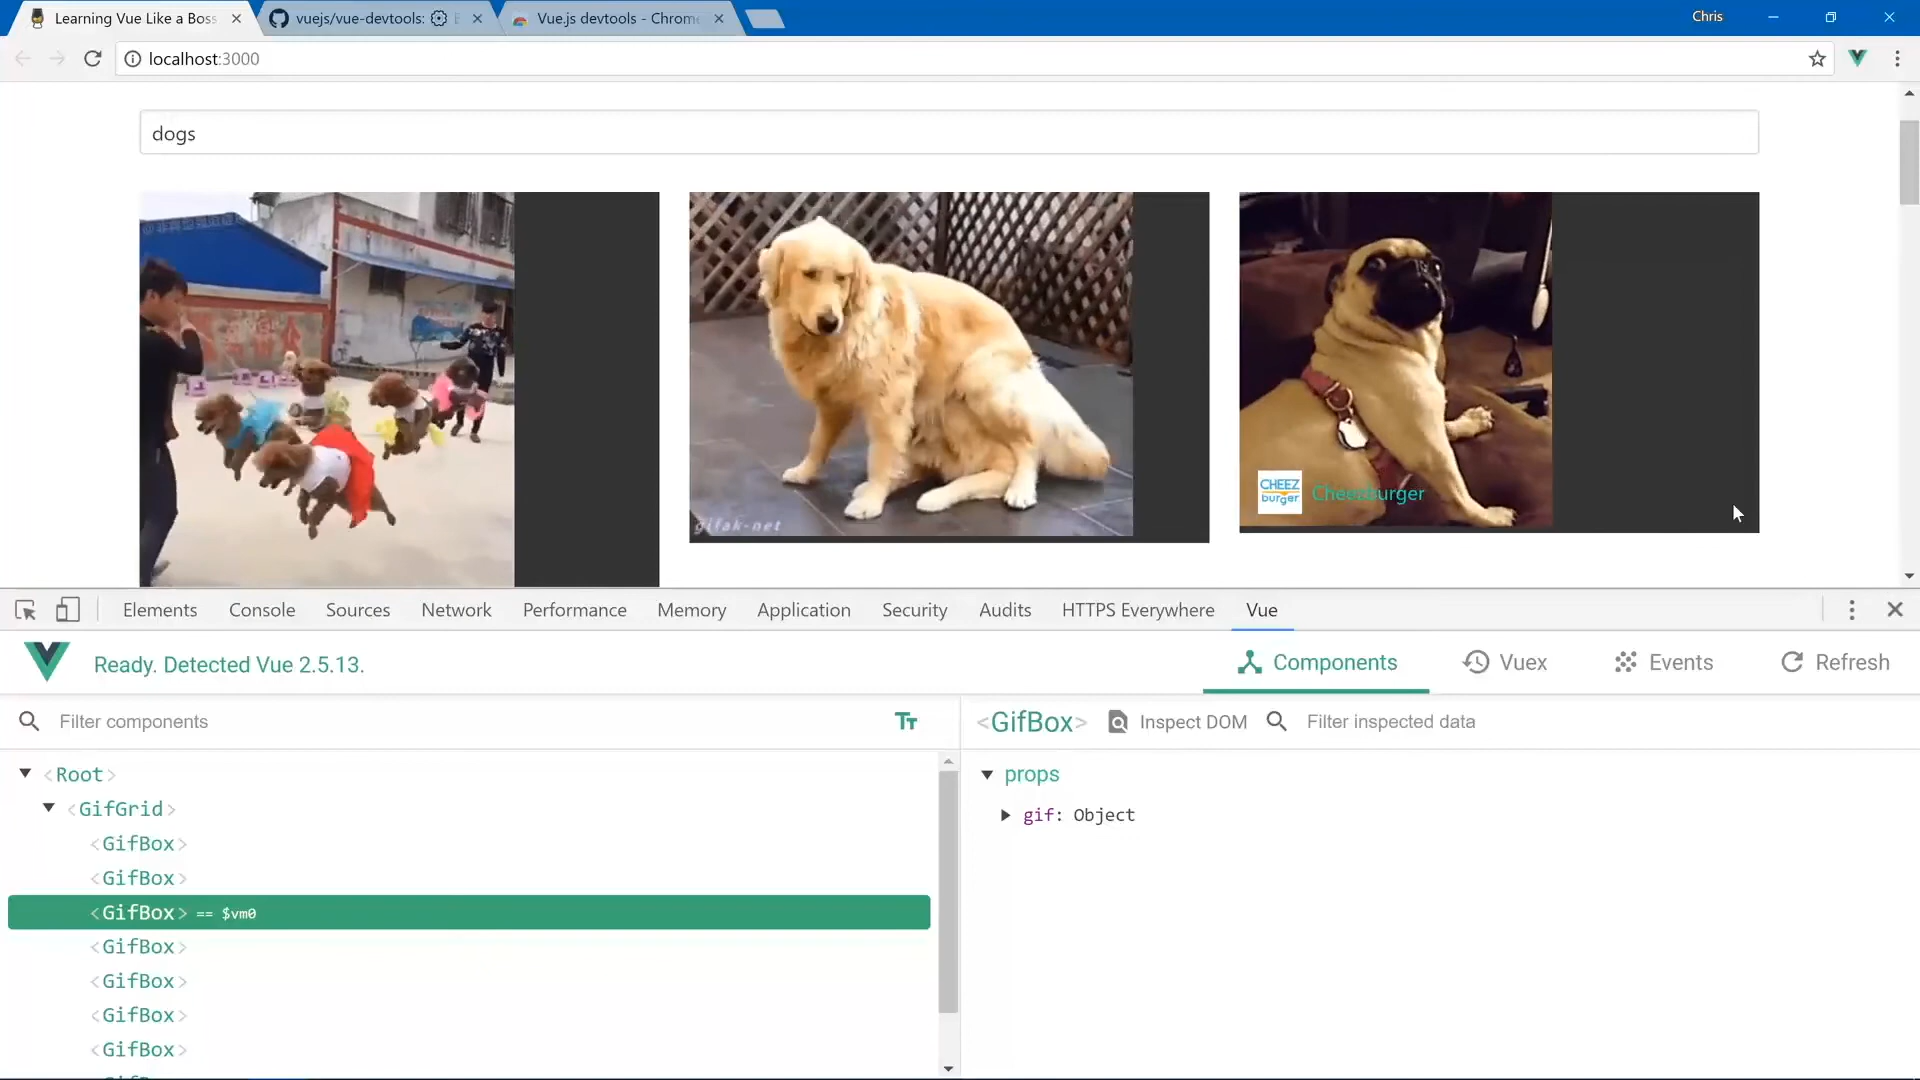 Learning Vue Like a Boss
vuejs/vue-devtools:
Vue.js devtools - Chrome
Chris
localhost:3000
dogs
gifak-net
CHEEZ
burger
Cheezburger
Elements Console Sources Network Performance Memory Application Security Audits HTTPS Everywhere Vue
Ready. Detected Vue 2.5.13.
Components Vuex Events Refresh
Filter components
Tт
<GifBox> Inspect DOM Filter inspected data
<Root>
<GifGrid>
<GifBox>
<GifBox>
<GifBox> == $vm0
<GifBox>
<GifBox>
<GifBox>
<GifBox>
props
gif: Object